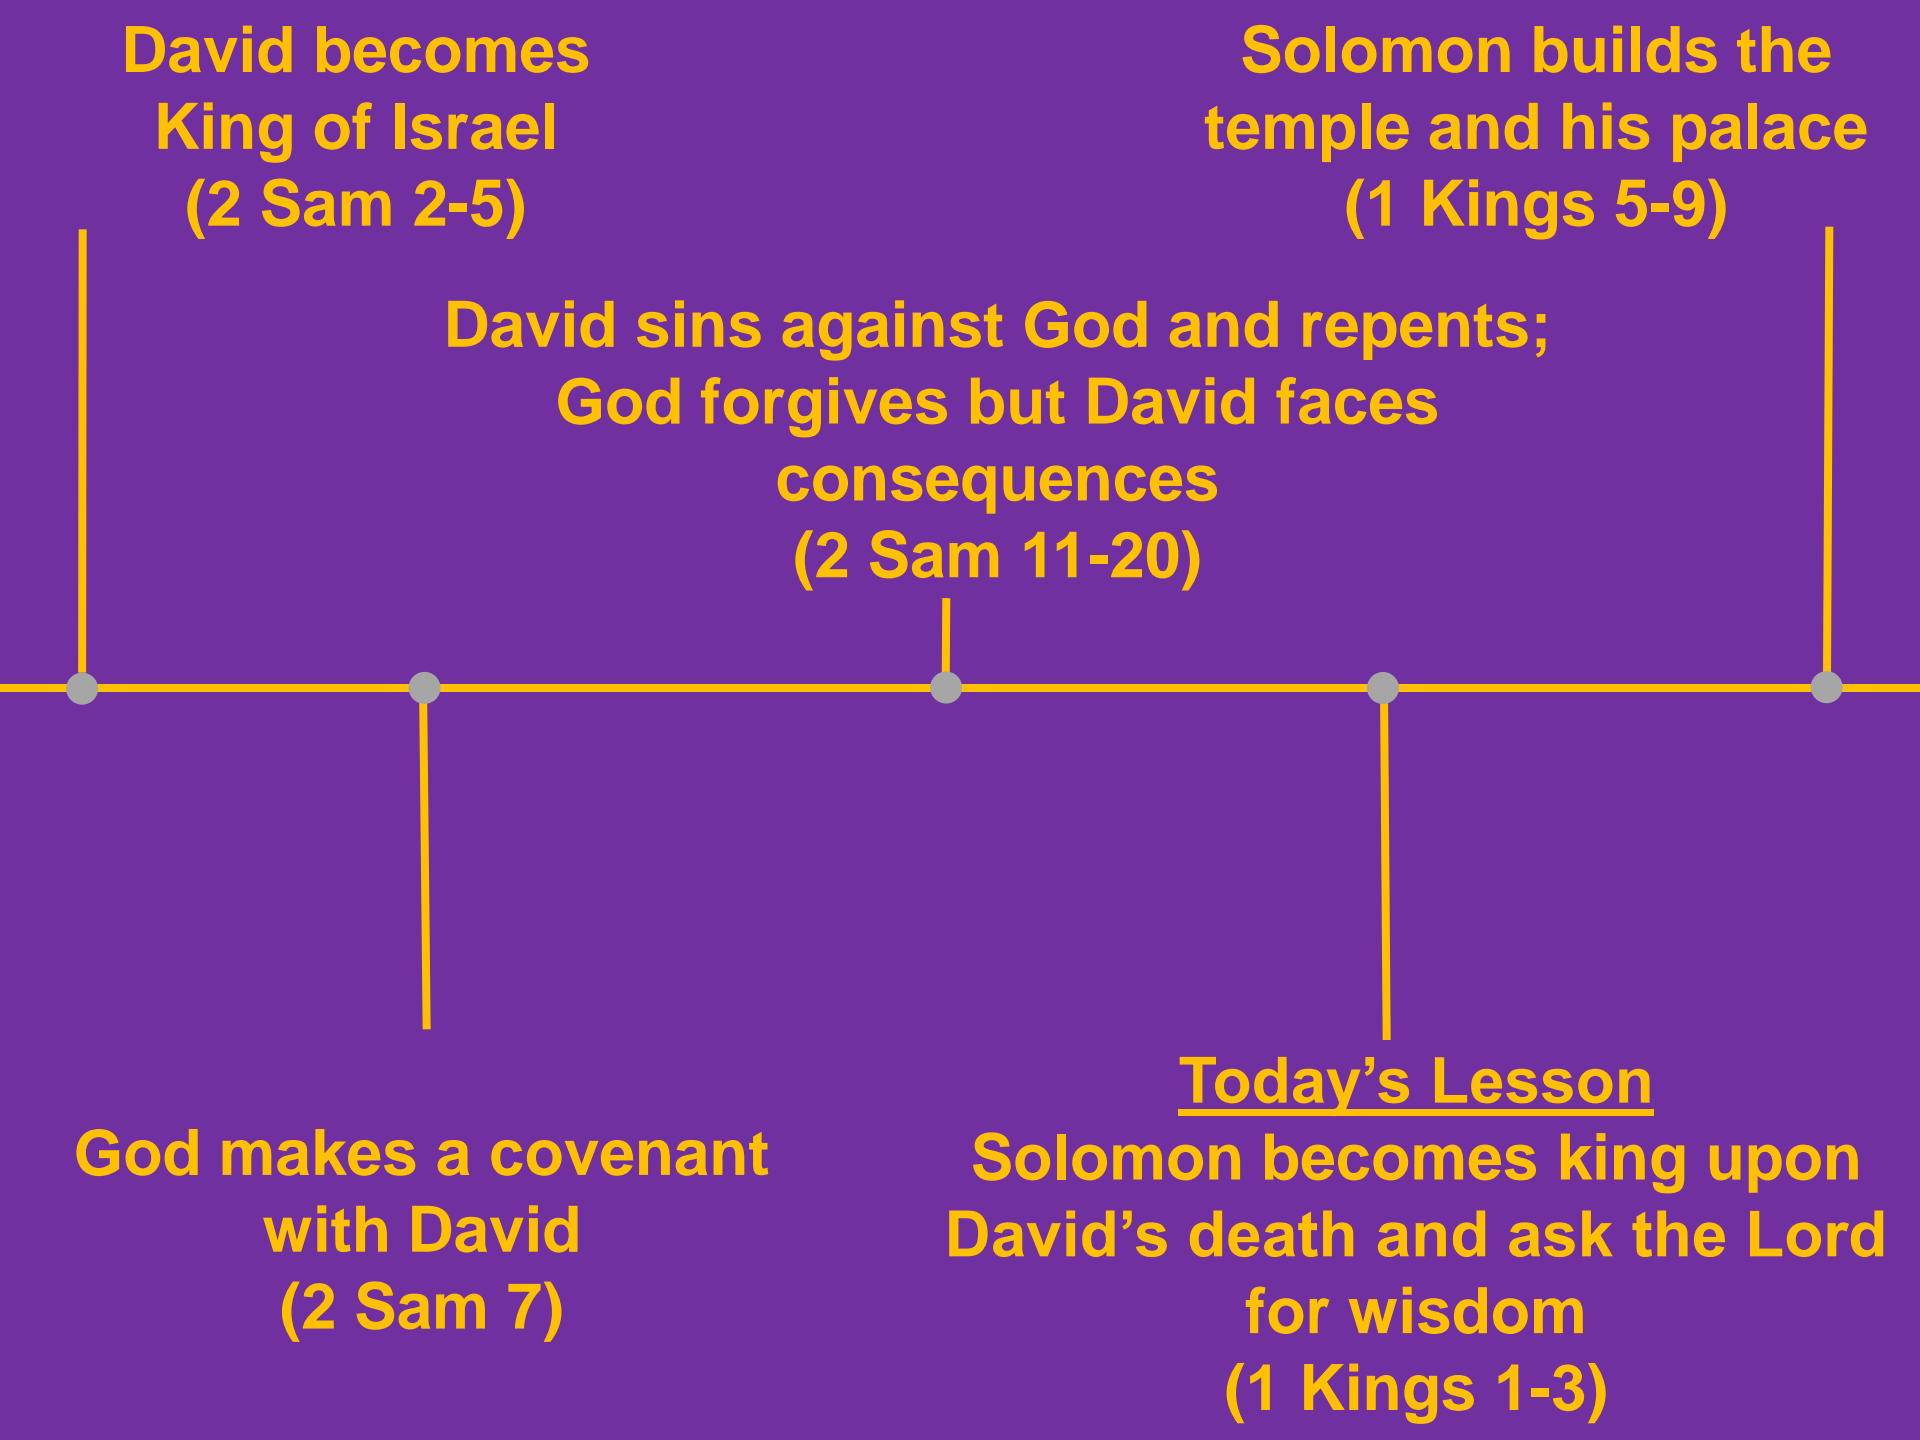 David becomes
King of Israel
(2 Sam 2-5)
Solomon builds the
temple and his palace
(1 Kings 5-9)
David sins against God and repents;
God forgives but David faces
consequences
(2 Sam 11-20)
God makes a covenant
with David
(2 Sam 7)
Today’s Lesson
Solomon becomes king upon
David’s death and ask the Lord
for wisdom
(1 Kings 1-3)